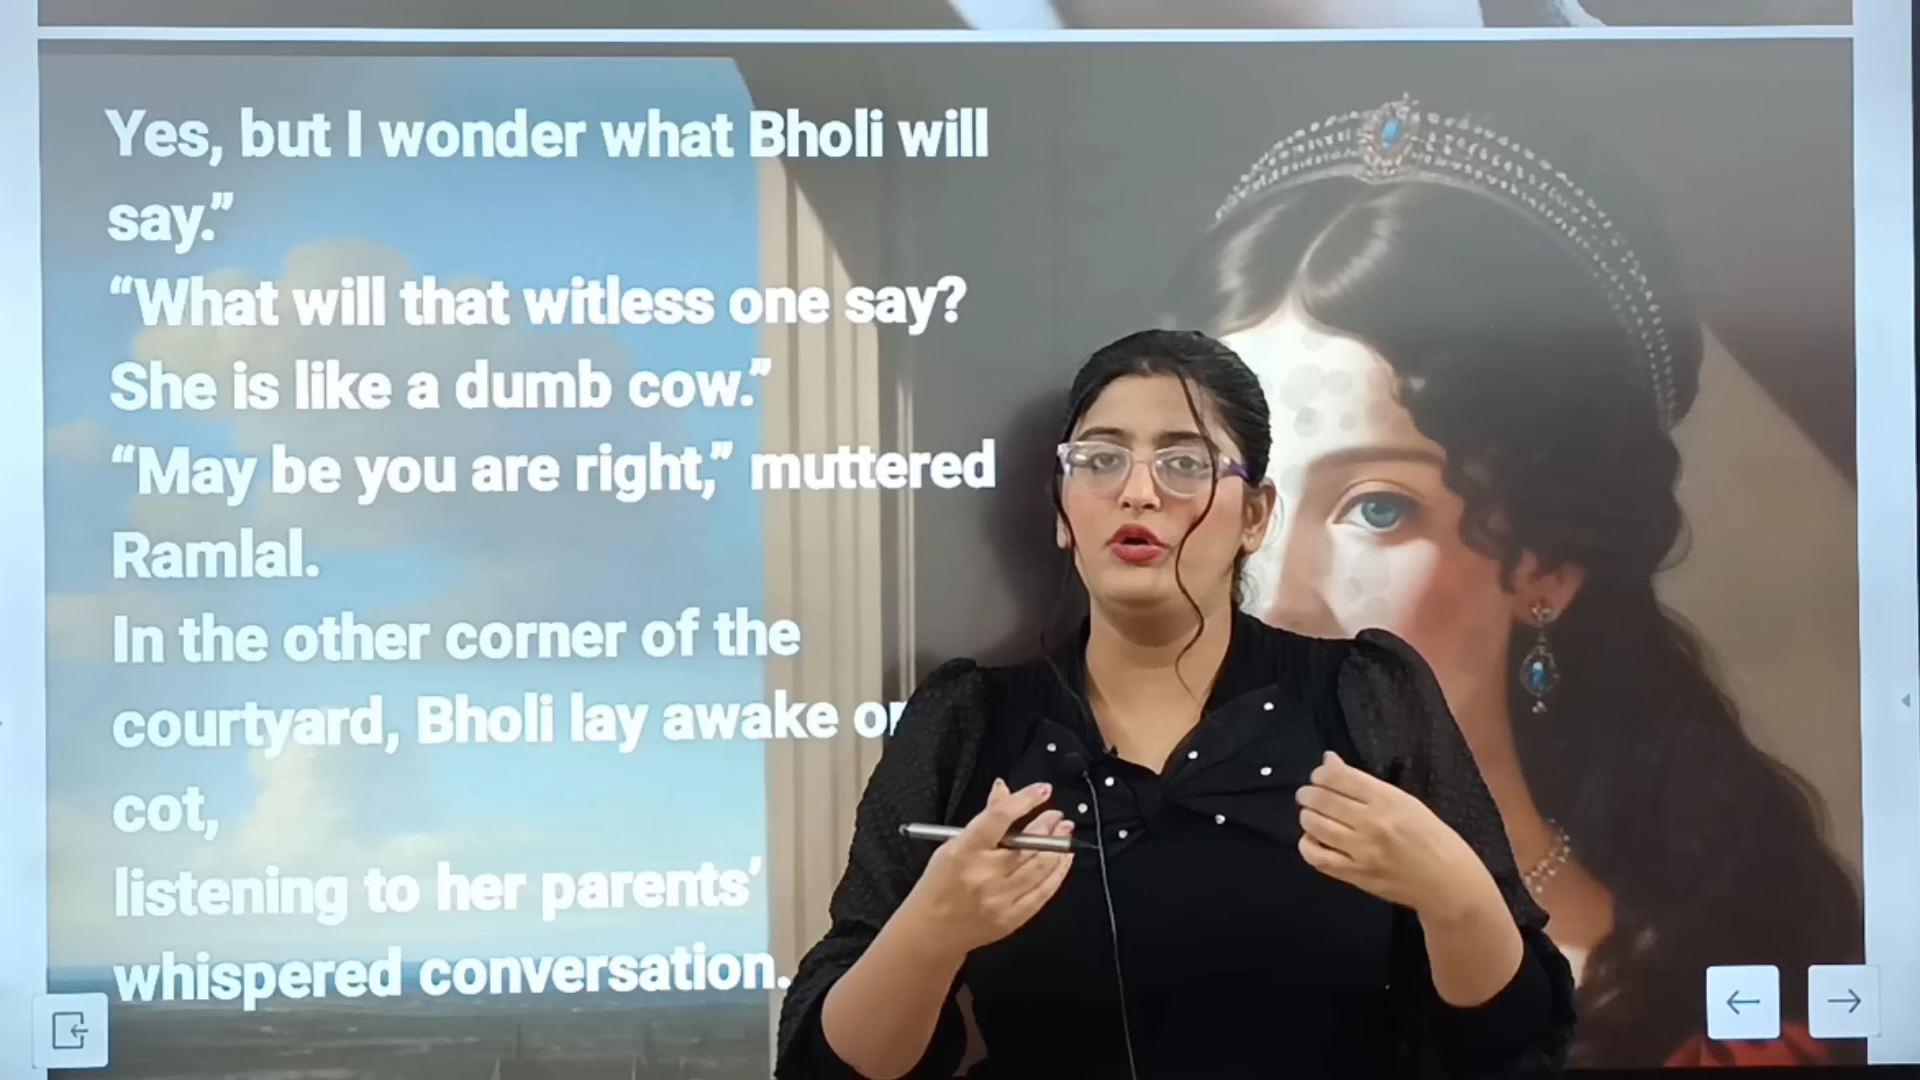 Yes, but I wonder what Bholi will
say.”
“What will that witless one say?
She is like a dumb cow.”
“May be you are right,” muttered
Ramlal.
In the other corner of the
courtyard, Bholi lay awake
cot,
listening to her parents’
whispered conversation.